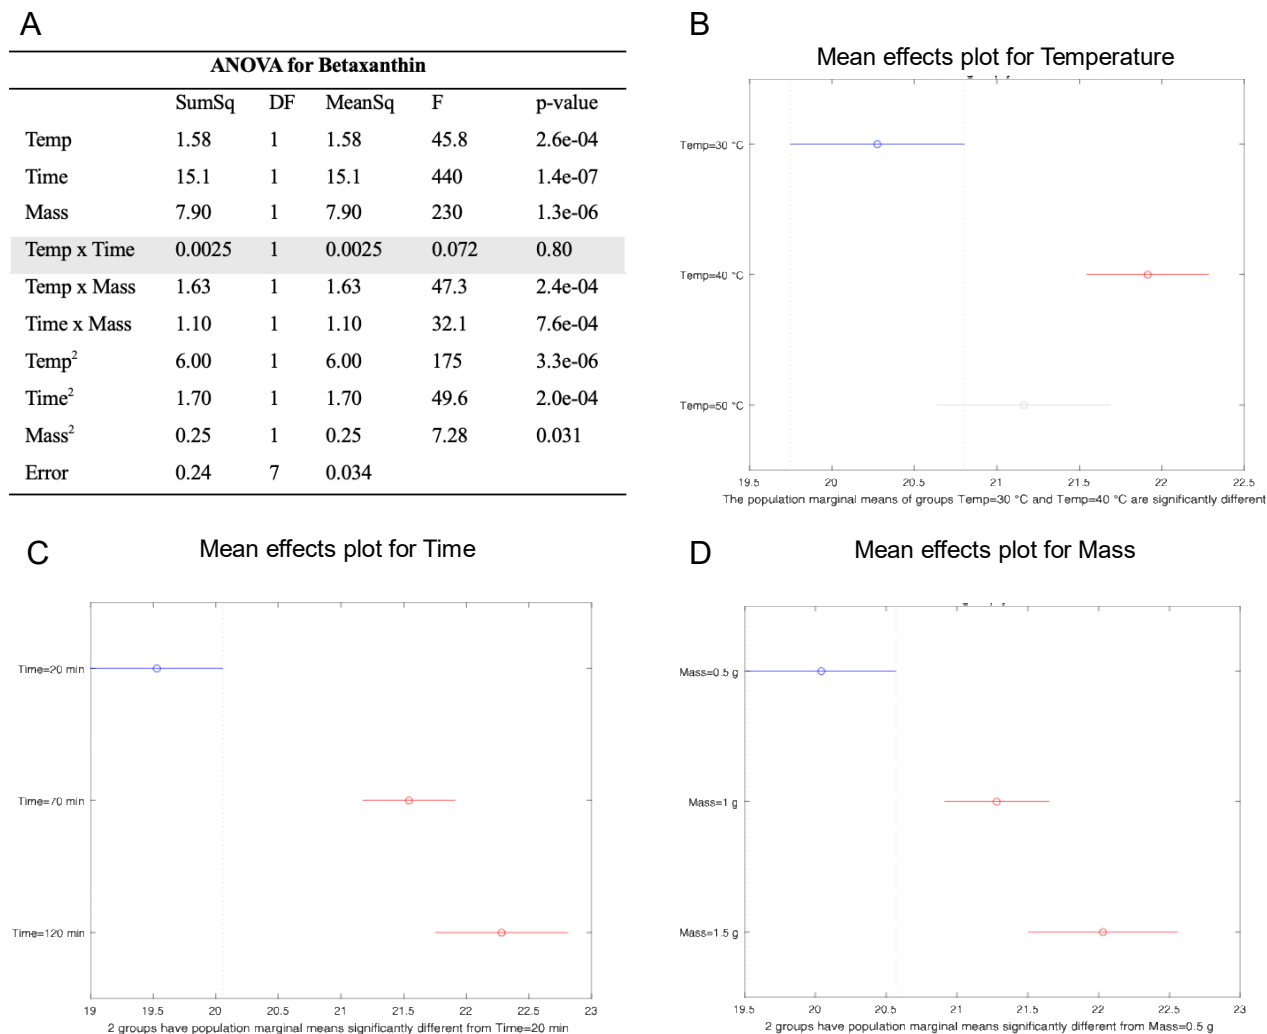 A
ANOVA for Betaxanthin
SumSq DF MeanSq F p-value
Temp 1.58 1 1.58 45.8 2.6e-04
Time 15.1 1 15.1 440 1.4e-07
Mass 7.90 1 7.90 230 1.3e-06
Temp x Time 0.0025 1 0.0025 0.072 0.80
Temp x Mass 1.63 1 1.63 47.3 2.4e-04
Time x Mass 1.10 1 1.10 32.1 7.6e-04
Temp² 6.00 1 6.00 175 3.3e-06
Time² 1.70 1 1.70 49.6 2.0e-04
Mass² 0.25 1 0.25 7.28 0.031
Error 0.24 7 0.034
B
Mean effects plot for Temperature
Temp=30 °C
Temp=40 °C
Temp=50 °C
19.5 20 20.5 21 21.5 22 22.5
The population marginal means of groups Temp=30 °C and Temp=40 °C are significantly different
C
Mean effects plot for Time
Time=20 min
Time=70 min
Time=120 min
19 19.5 20 20.5 21 21.5 22 22.5 23
2 groups have population marginal means significantly different from Time=20 min
D
Mean effects plot for Mass
Mass=0.5 g
Mass=1 g
Mass=1.5 g
19.5 20 20.5 21 21.5 22 22.5 23
2 groups have population marginal means significantly different from Mass=0.5 g